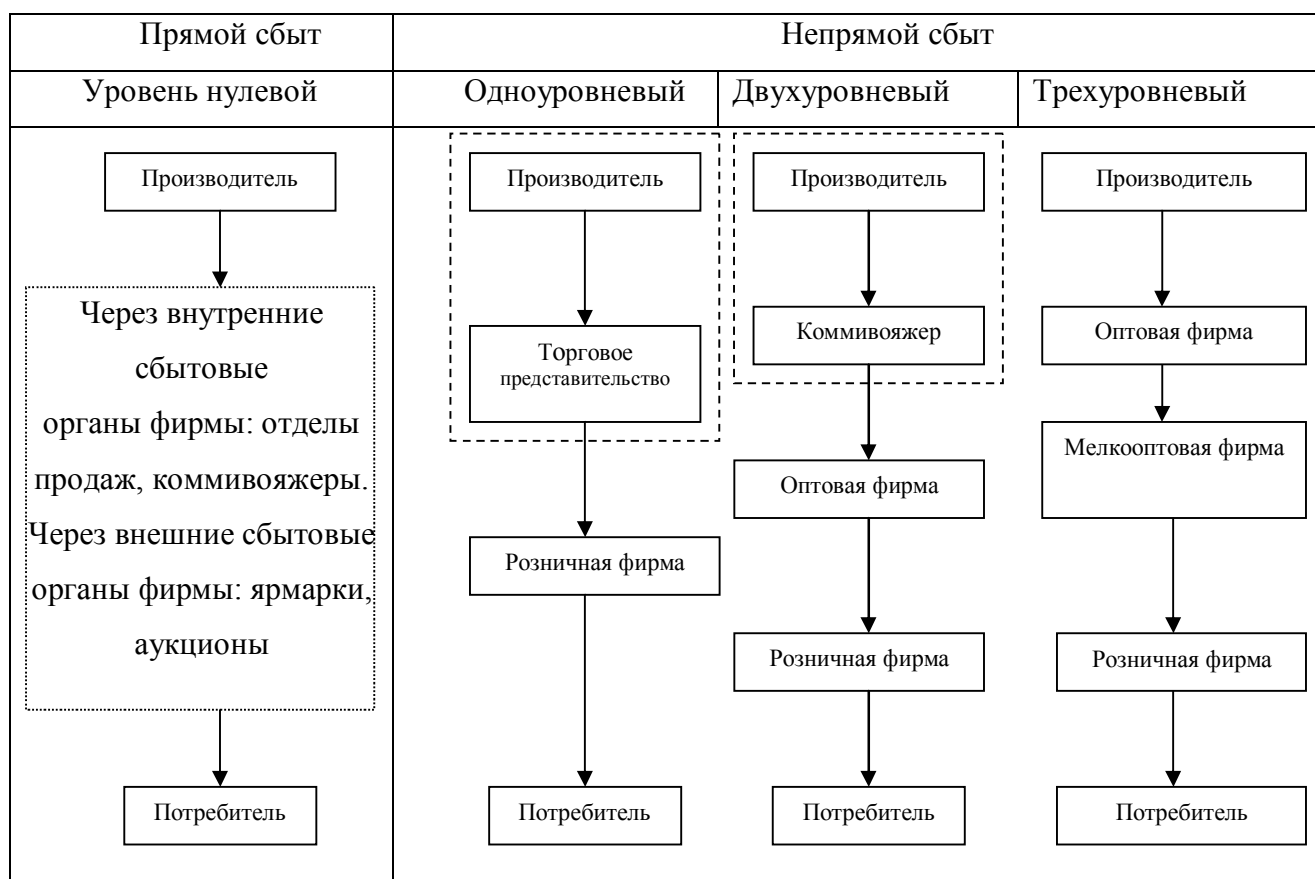 Прямой сбыт
Непрямой сбыт
Уровень нулевой
Одноуровневый
Двухуровневый
Трехуровневый
Производитель
Через внутренние
сбытовые
органы фирмы: отделы
продаж, коммивояжеры.
Через внешние сбытовые
органы фирмы: ярмарки,
аукционы
Потребитель
Производитель
Торговое
представительство
Розничная фирма
Потребитель
Производитель
Коммивояжер
Оптовая фирма
Розничная фирма
Потребитель
Производитель
Оптовая фирма
Мелкооптовая фирма
Розничная фирма
Потребитель